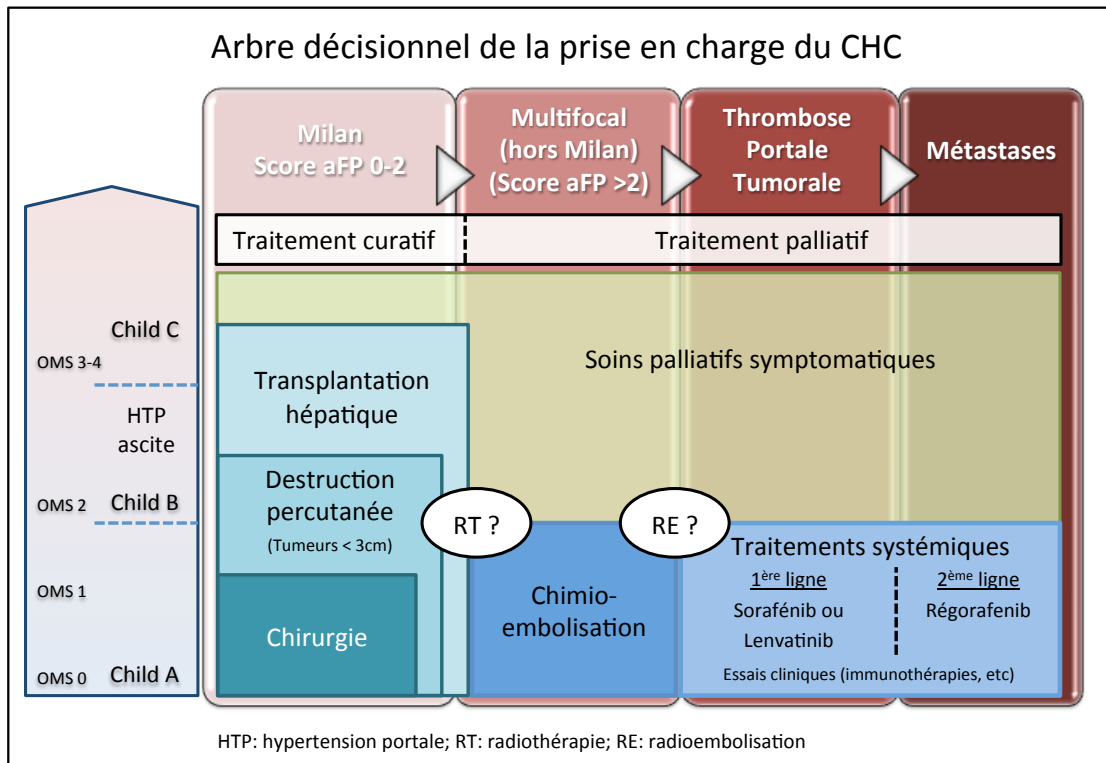 Arbre décisionnel de la prise en charge du CHC
Milan
Score aFP 0-2
Multifocal
(hors Milan)
(Score aFP >2)
Thrombose
Portale
Tumorale
Métastases
Traitement curatif
Traitement palliatif
Child C
OMS 3-4
HTP
ascite
OMS 2
Child B
OMS 1
OMS 0
Child A
Soins palliatifs symptomatiques
Transplantation
hépatique
Destruction
percutanée
(Tumeurs < 3cm)
Chirurgie
RT ?
RE ?
Chimio-
embolisation
Traitements systémiques
1ère ligne
Sorafénib ou
Lenvatinib
2ème ligne
Régorafenib
Essais cliniques (immunothérapies, etc)
HTP: hypertension portale; RT: radiothérapie; RE: radioembolisation